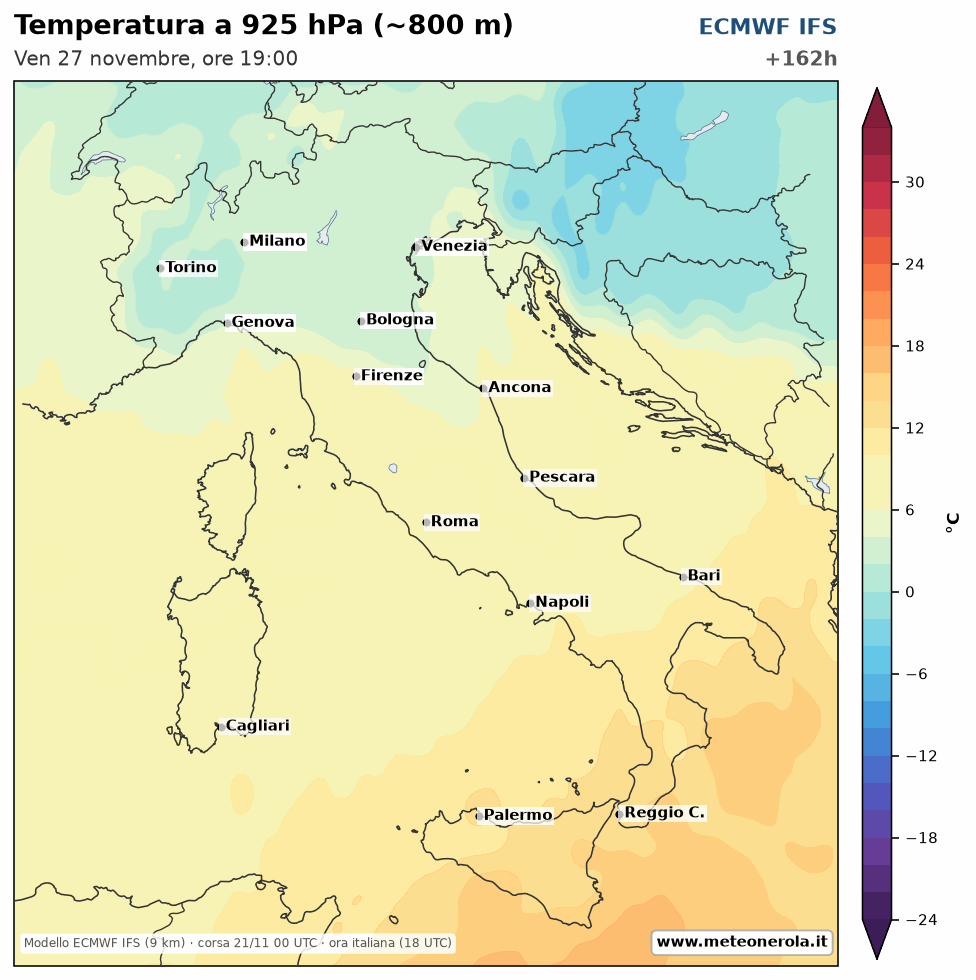 Temperatura a 925 hPa (~800 m)
ECMWF IFS
Ven 27 novembre, ore 19:00
+162h
Milano
Venezia
Torino
Genova
Bologna
Firenze
Ancona
Pescara
Roma
Bari
Napoli
Cagliari
Palermo
Reggio C.
30
24
18
12
6
0
−6
−12
−18
−24
°C
Modello ECMWF IFS (9 km) · corsa 21/11 00 UTC · ora italiana (18 UTC)
www.meteonerola.it